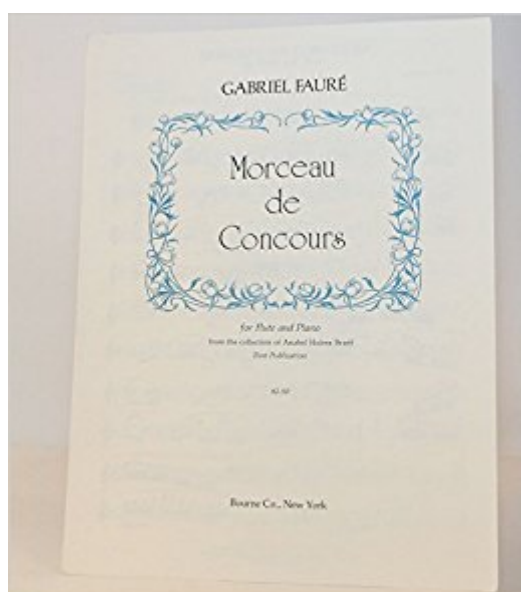 GABRIEL FAURÉ
Morceau
de
Concours
for Flute and Piano
from the collection of Anabel Hulme Brieff
First Publication
Bourne Co., New York